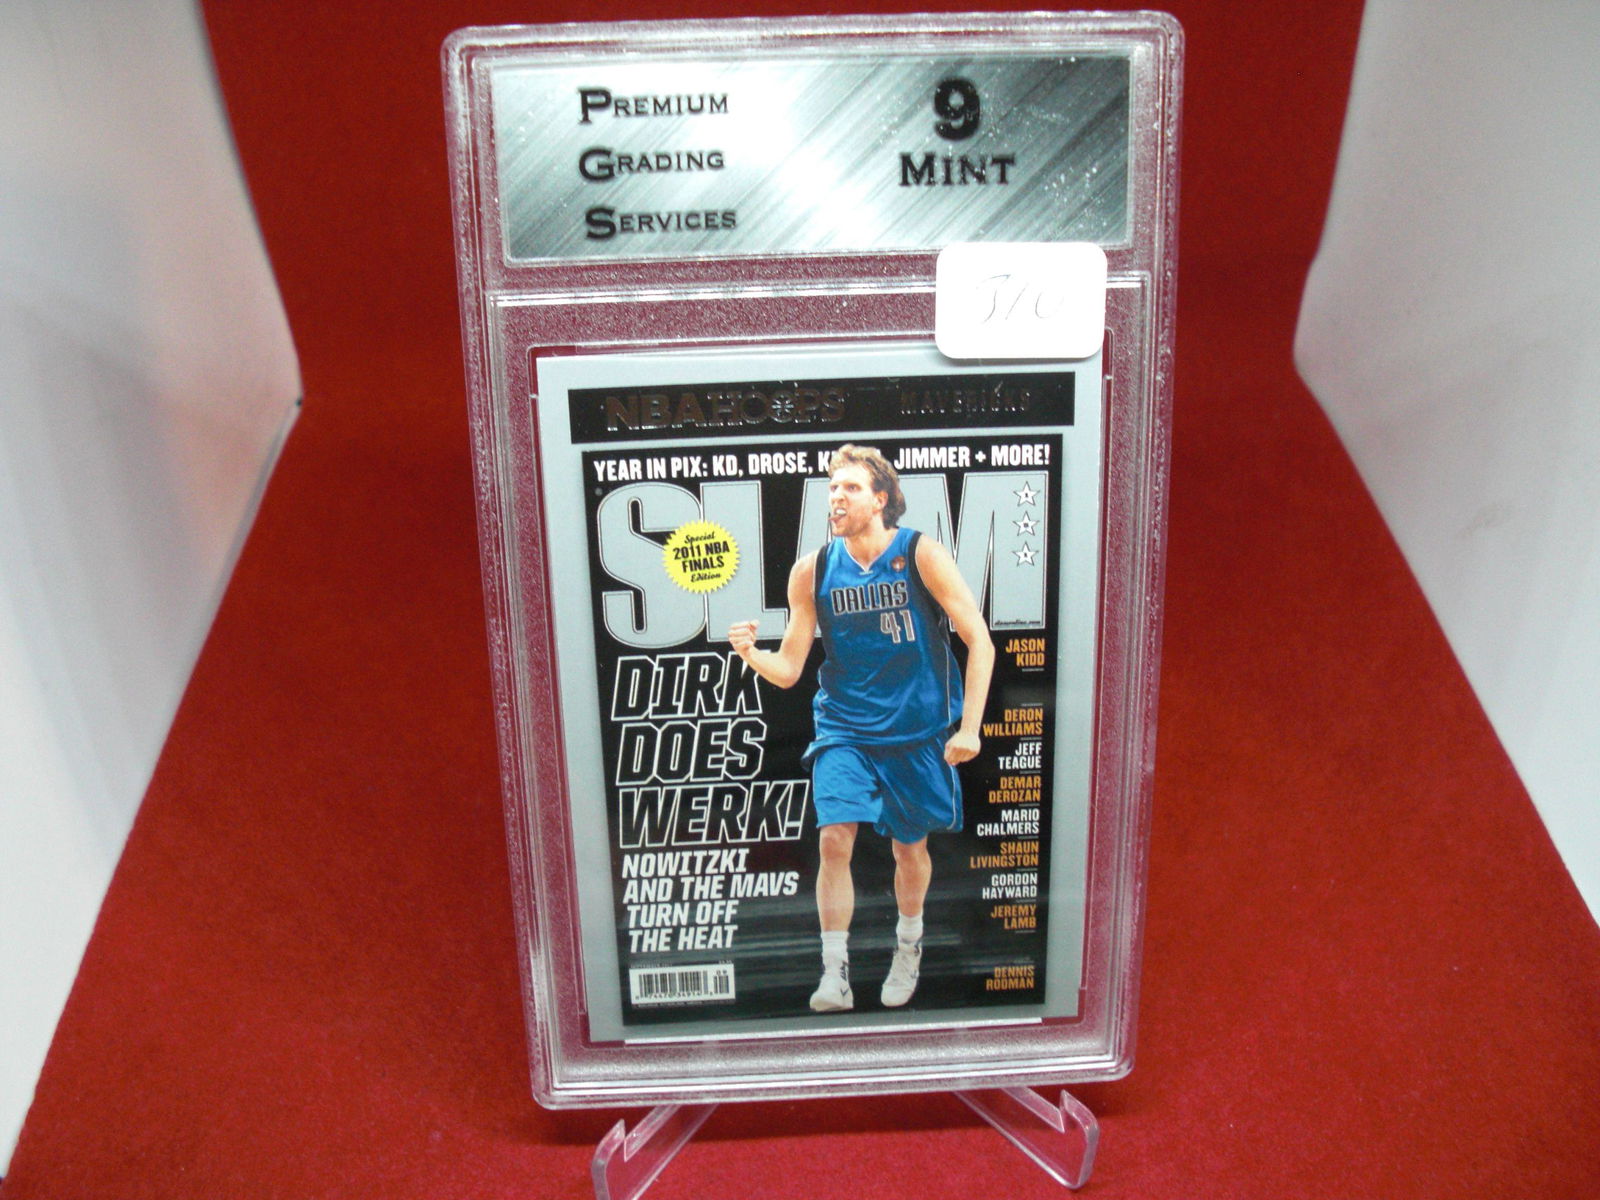 PREMIUM
GRADING
SERVICES
9
MINT
310
NBA HOOPS MAVERICKS
YEAR IN PIX: KD, DROSE, JIMMER + MORE!
SLAM
Special
2011 NBA
FINALS
Edition
DALLAS
41
DIRK
DOES
WERK!
NOWITZKI
AND THE MAVS
TURN OFF
THE HEAT
JASON
KIDD
DERON
WILLIAMS
JEFF
TEAGUE
DEMAR
DEROZAN
MARIO
CHALMERS
SHAUN
LIVINGSTON
GORDON
HAYWARD
JEREMY
LAMB
DENNIS
RODMAN